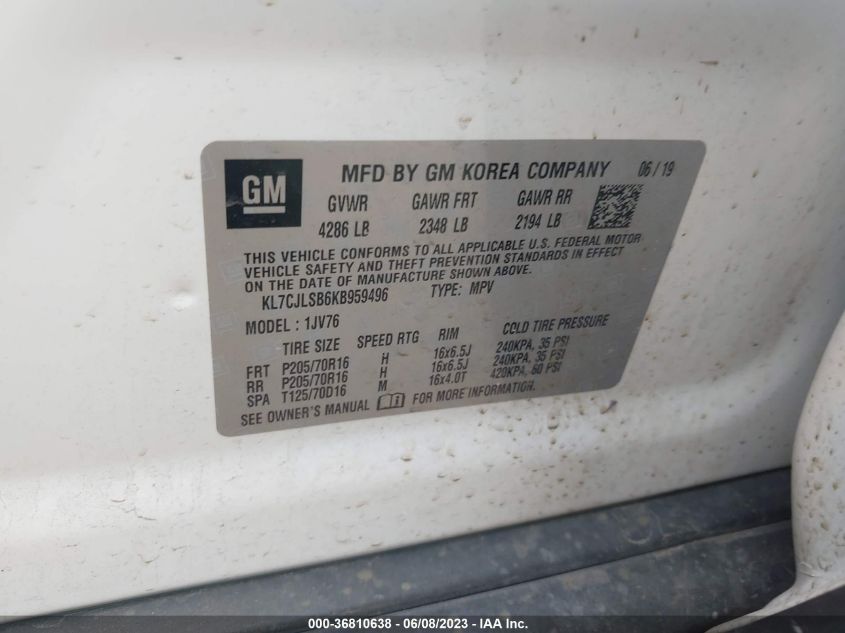 GM
MFD BY GM KOREA COMPANY 06/19
GVWR GAWR FRT GAWR RR
4286 LB 2348 LB 2194 LB
THIS VEHICLE CONFORMS TO ALL APPLICABLE U.S. FEDERAL MOTOR
VEHICLE SAFETY AND THEFT PREVENTION STANDARDS IN EFFECT
ON THE DATE OF MANUFACTURE SHOWN ABOVE.
KL7CJLSB6KB959496 TYPE: MPV
MODEL : 1JV76
TIRE SIZE SPEED RTG RIM COLD TIRE PRESSURE
FRT P205/70R16 H 16x6.5J 240KPA, 35 PSI
RR P205/70R16 H 16x6.5J 240KPA, 35 PSI
SPA T125/70D16 M 16x4.0T 420KPA, 60 PSI
SEE OWNER'S MANUAL FOR MORE INFORMATION.
000-36810638 - 06/08/2023 - IAA Inc.